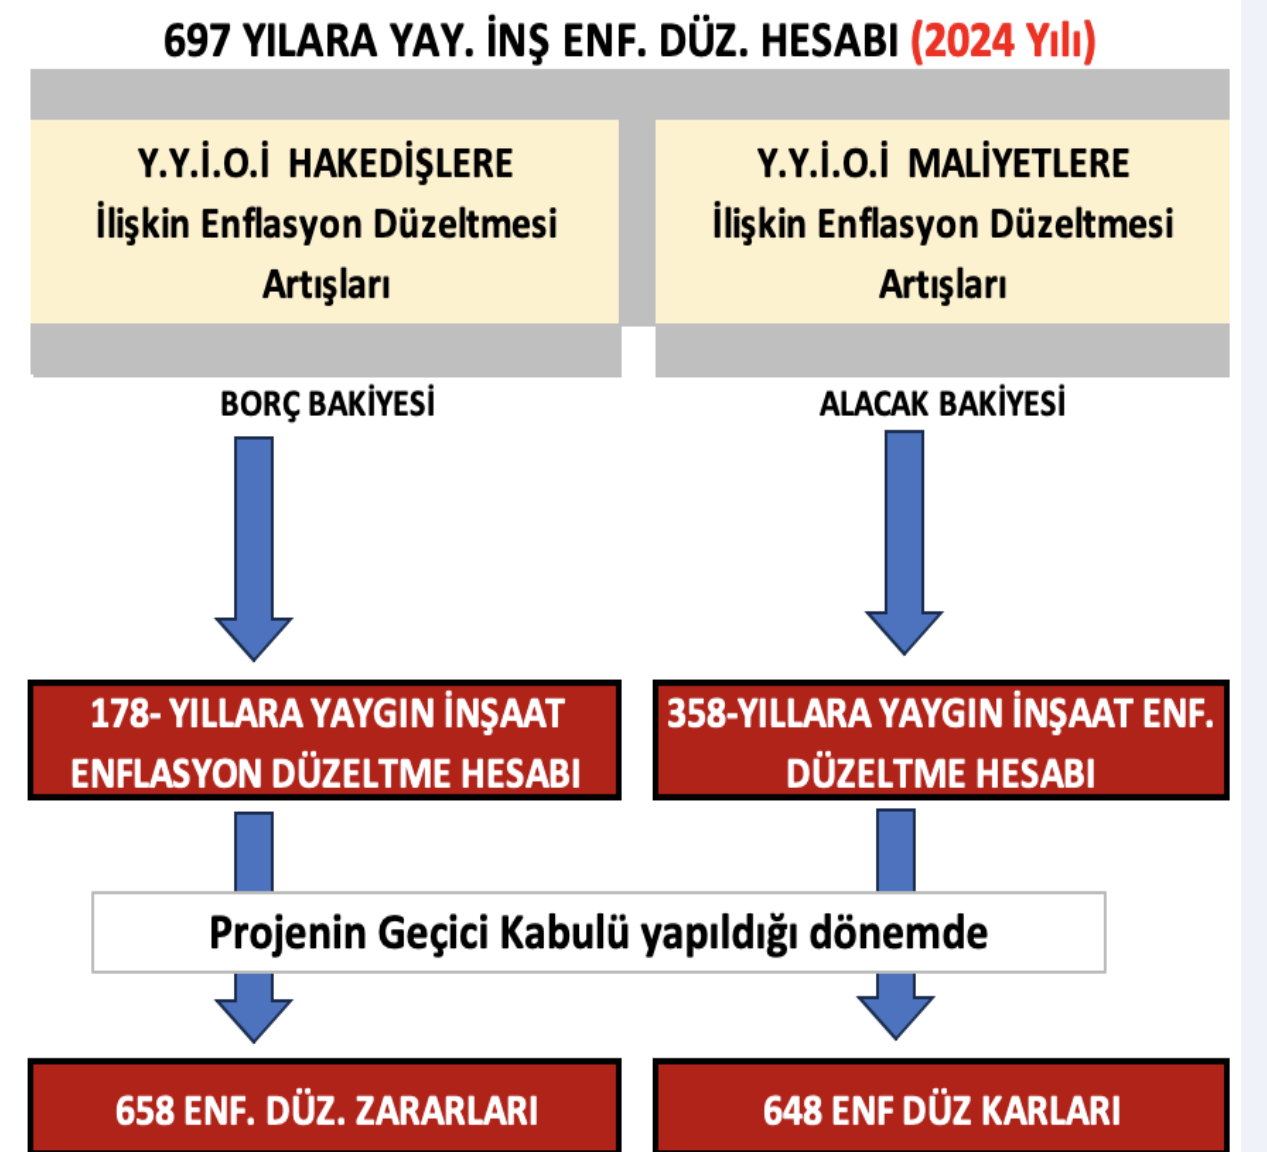 697 YILARA YAY. İNŞ ENF. DÜZ. HESABI (2024 Yılı)
Y.Y.İ.O.İ HAKEDİŞLERE
İlişkin Enflasyon Düzeltmesi
Artışları
Y.Y.İ.O.İ MALİYETLERE
İlişkin Enflasyon Düzeltmesi
Artışları
BORÇ BAKİYESİ
ALACAK BAKİYESİ
178- YILLARA YAYGIN İNŞAAT
ENFLASYON DÜZELTME HESABI
358-YILLARA YAYGIN İNŞAAT ENF.
DÜZELTME HESABI
Projenin Geçici Kabulü yapıldığı dönemde
658 ENF. DÜZ. ZARARLARI
648 ENF DÜZ KARLARI